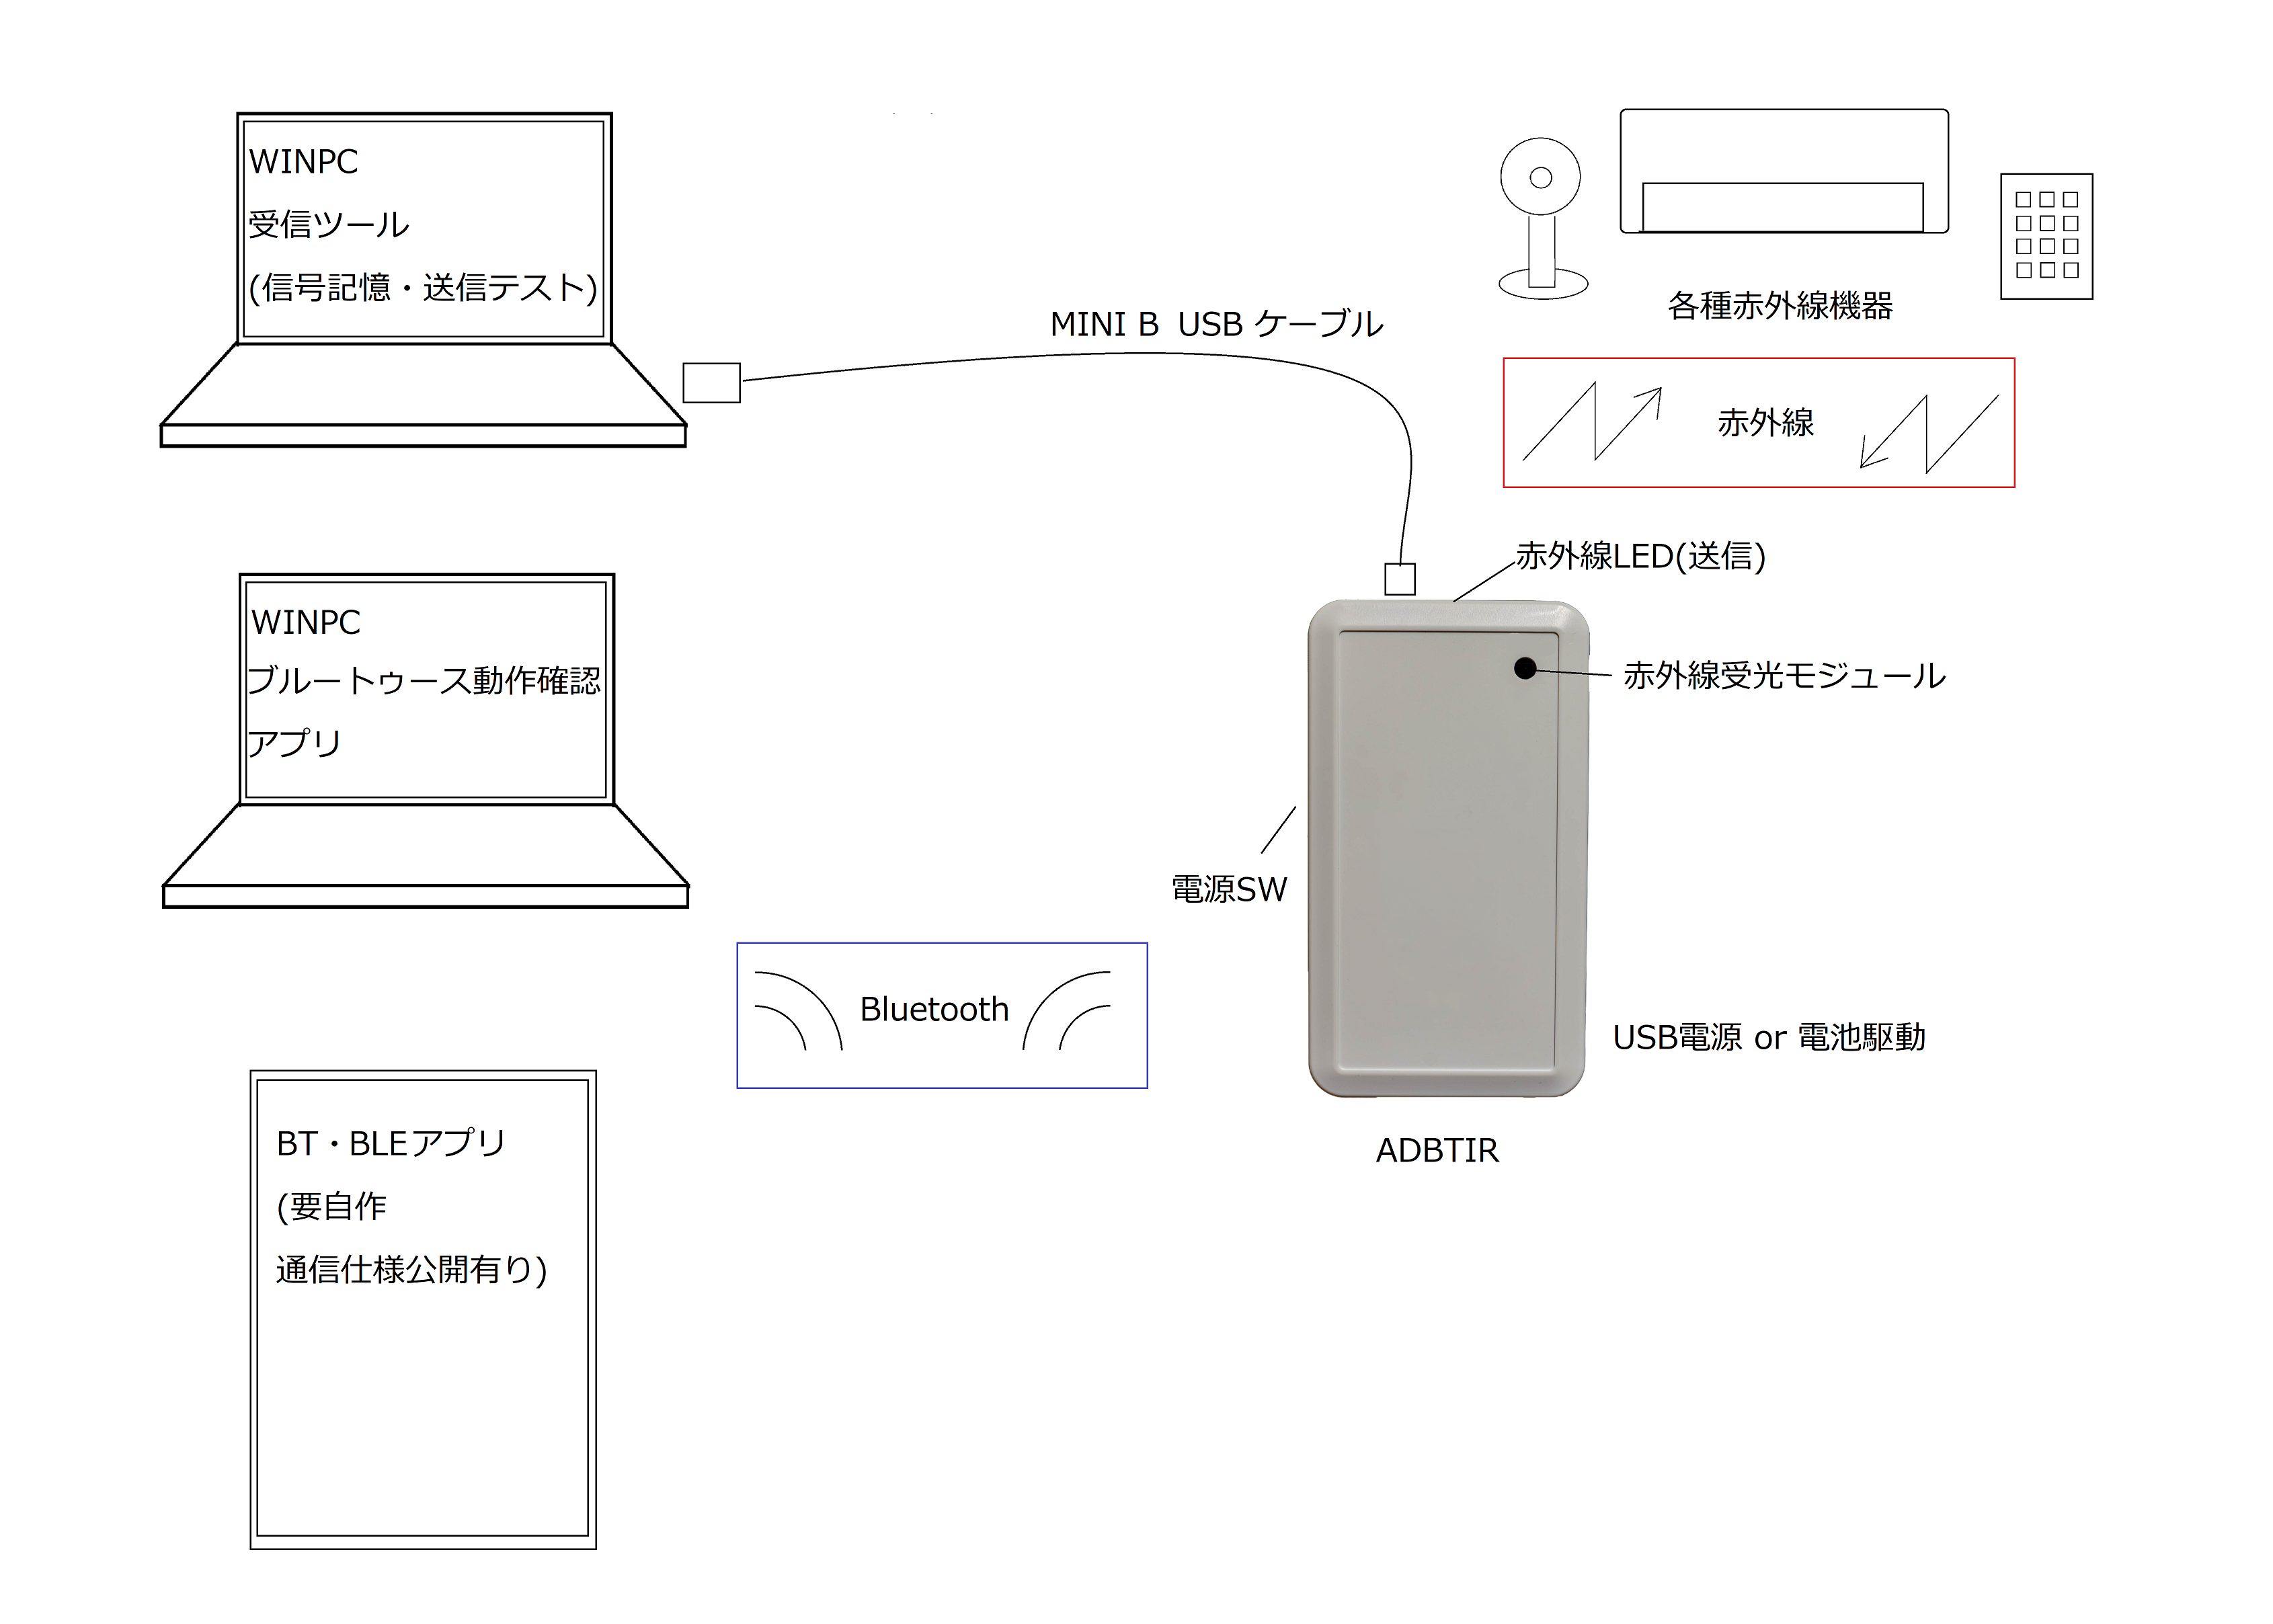 WINPC
受信ツール
(信号記憶・送信テスト)
MINI B USB ケーブル
各種赤外線機器
赤外線
赤外線LED(送信)
赤外線受光モジュール
WINPC
ブルートゥース動作確認
アプリ
電源SW
Bluetooth
USB電源 or 電池駆動
ADBTIR
BT・BLEアプリ
(要自作
通信仕様公開有り)